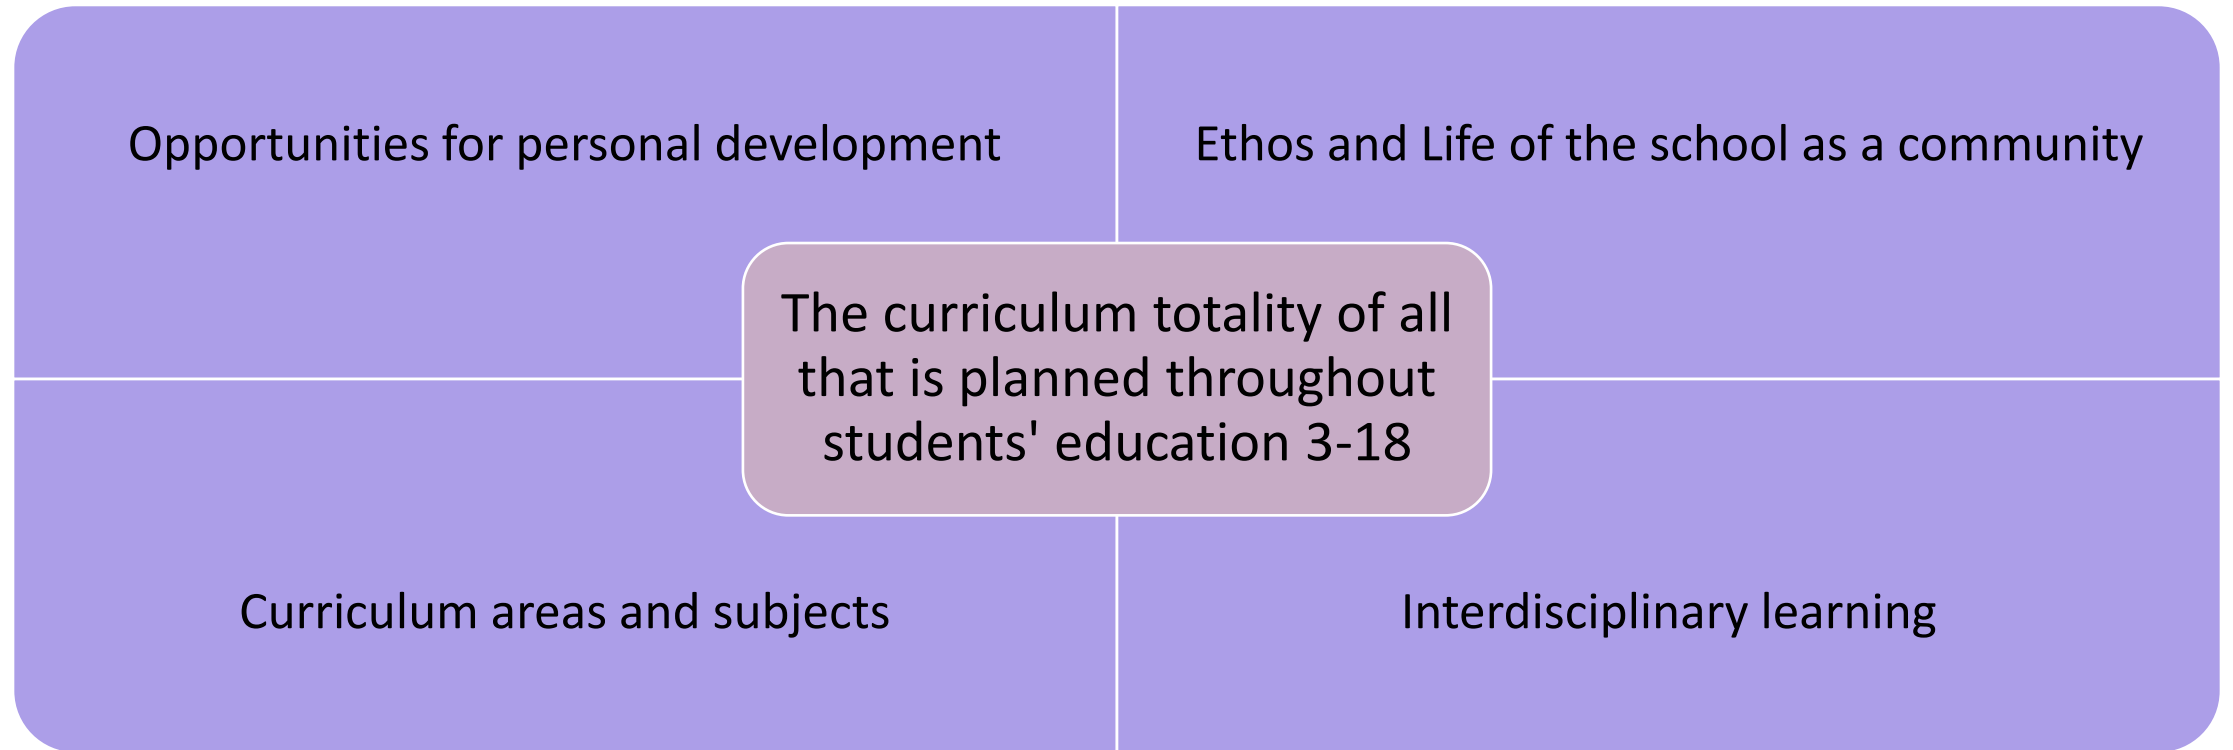 Opportunities for personal development
Ethos and Life of the school as a community
The curriculum totality of all
that is planned throughout
students' education 3-18
Curriculum areas and subjects
Interdisciplinary learning